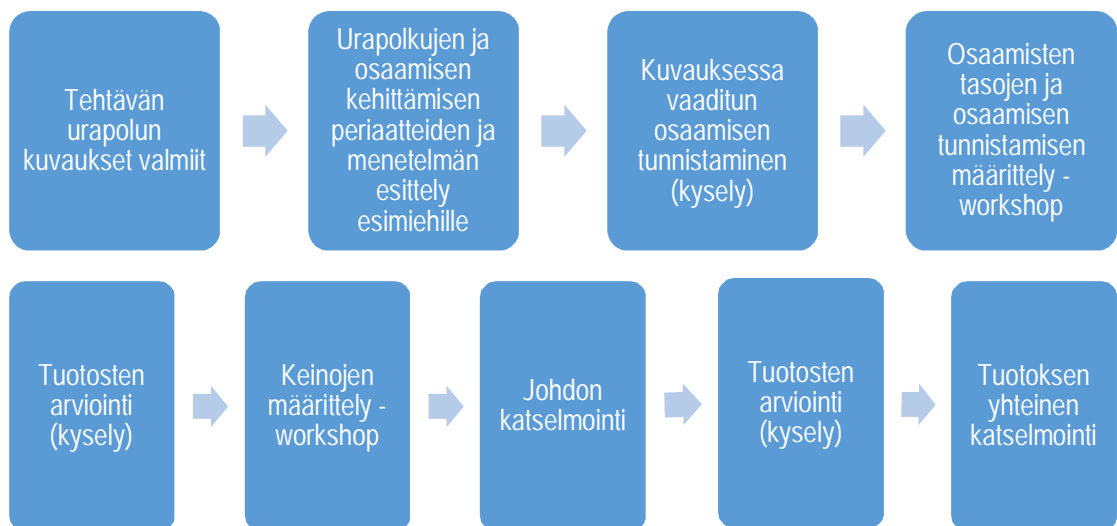 Tehtävän
urapolun
kuvaukset valmiit
Urapolkujen ja
osaamisen
kehittämisen
periaatteiden ja
menetelmän
esittely
esimiehille
Kuvauksessa
vaaditun
osaamisen
tunnistaminen
(kysely)
Osaamisten
tasojen ja
osaamisen
tunnistamisen
määrittely -
workshop
Tuotosten
arviointi
(kysely)
Keinojen
määrittely -
workshop
Johdon
katselmointi
Tuotosten
arviointi
(kysely)
Tuotoksen
yhteinen
katselmointi